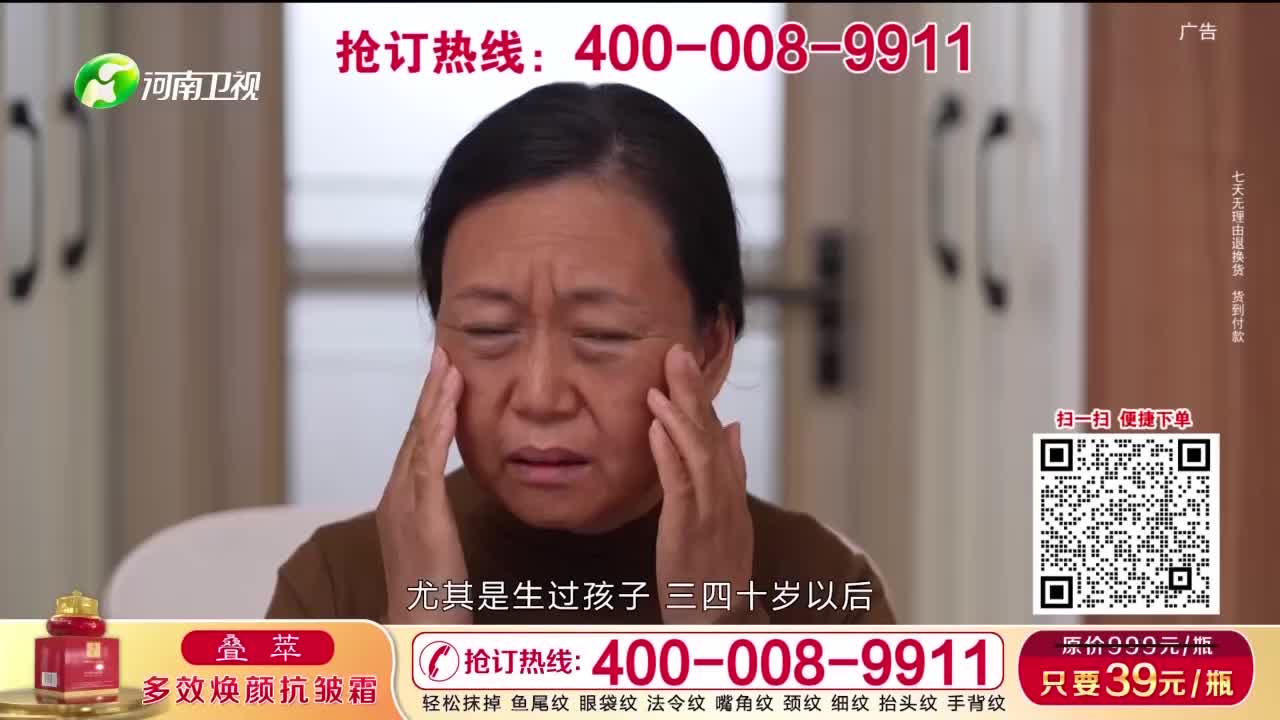 抢订热线：400-008-9911
广告
河南卫视
七天无理由退换货 货到付款
扫一扫 便捷下单
尤其是生过孩子 三四十岁以后
叠萃
多效焕颜抗皱霜
抢订热线：400-008-9911
轻松抹掉 鱼尾纹 眼袋纹 法令纹 嘴角纹 颈纹 细纹 抬头纹 手背纹
原价999元/瓶
只要39元/瓶